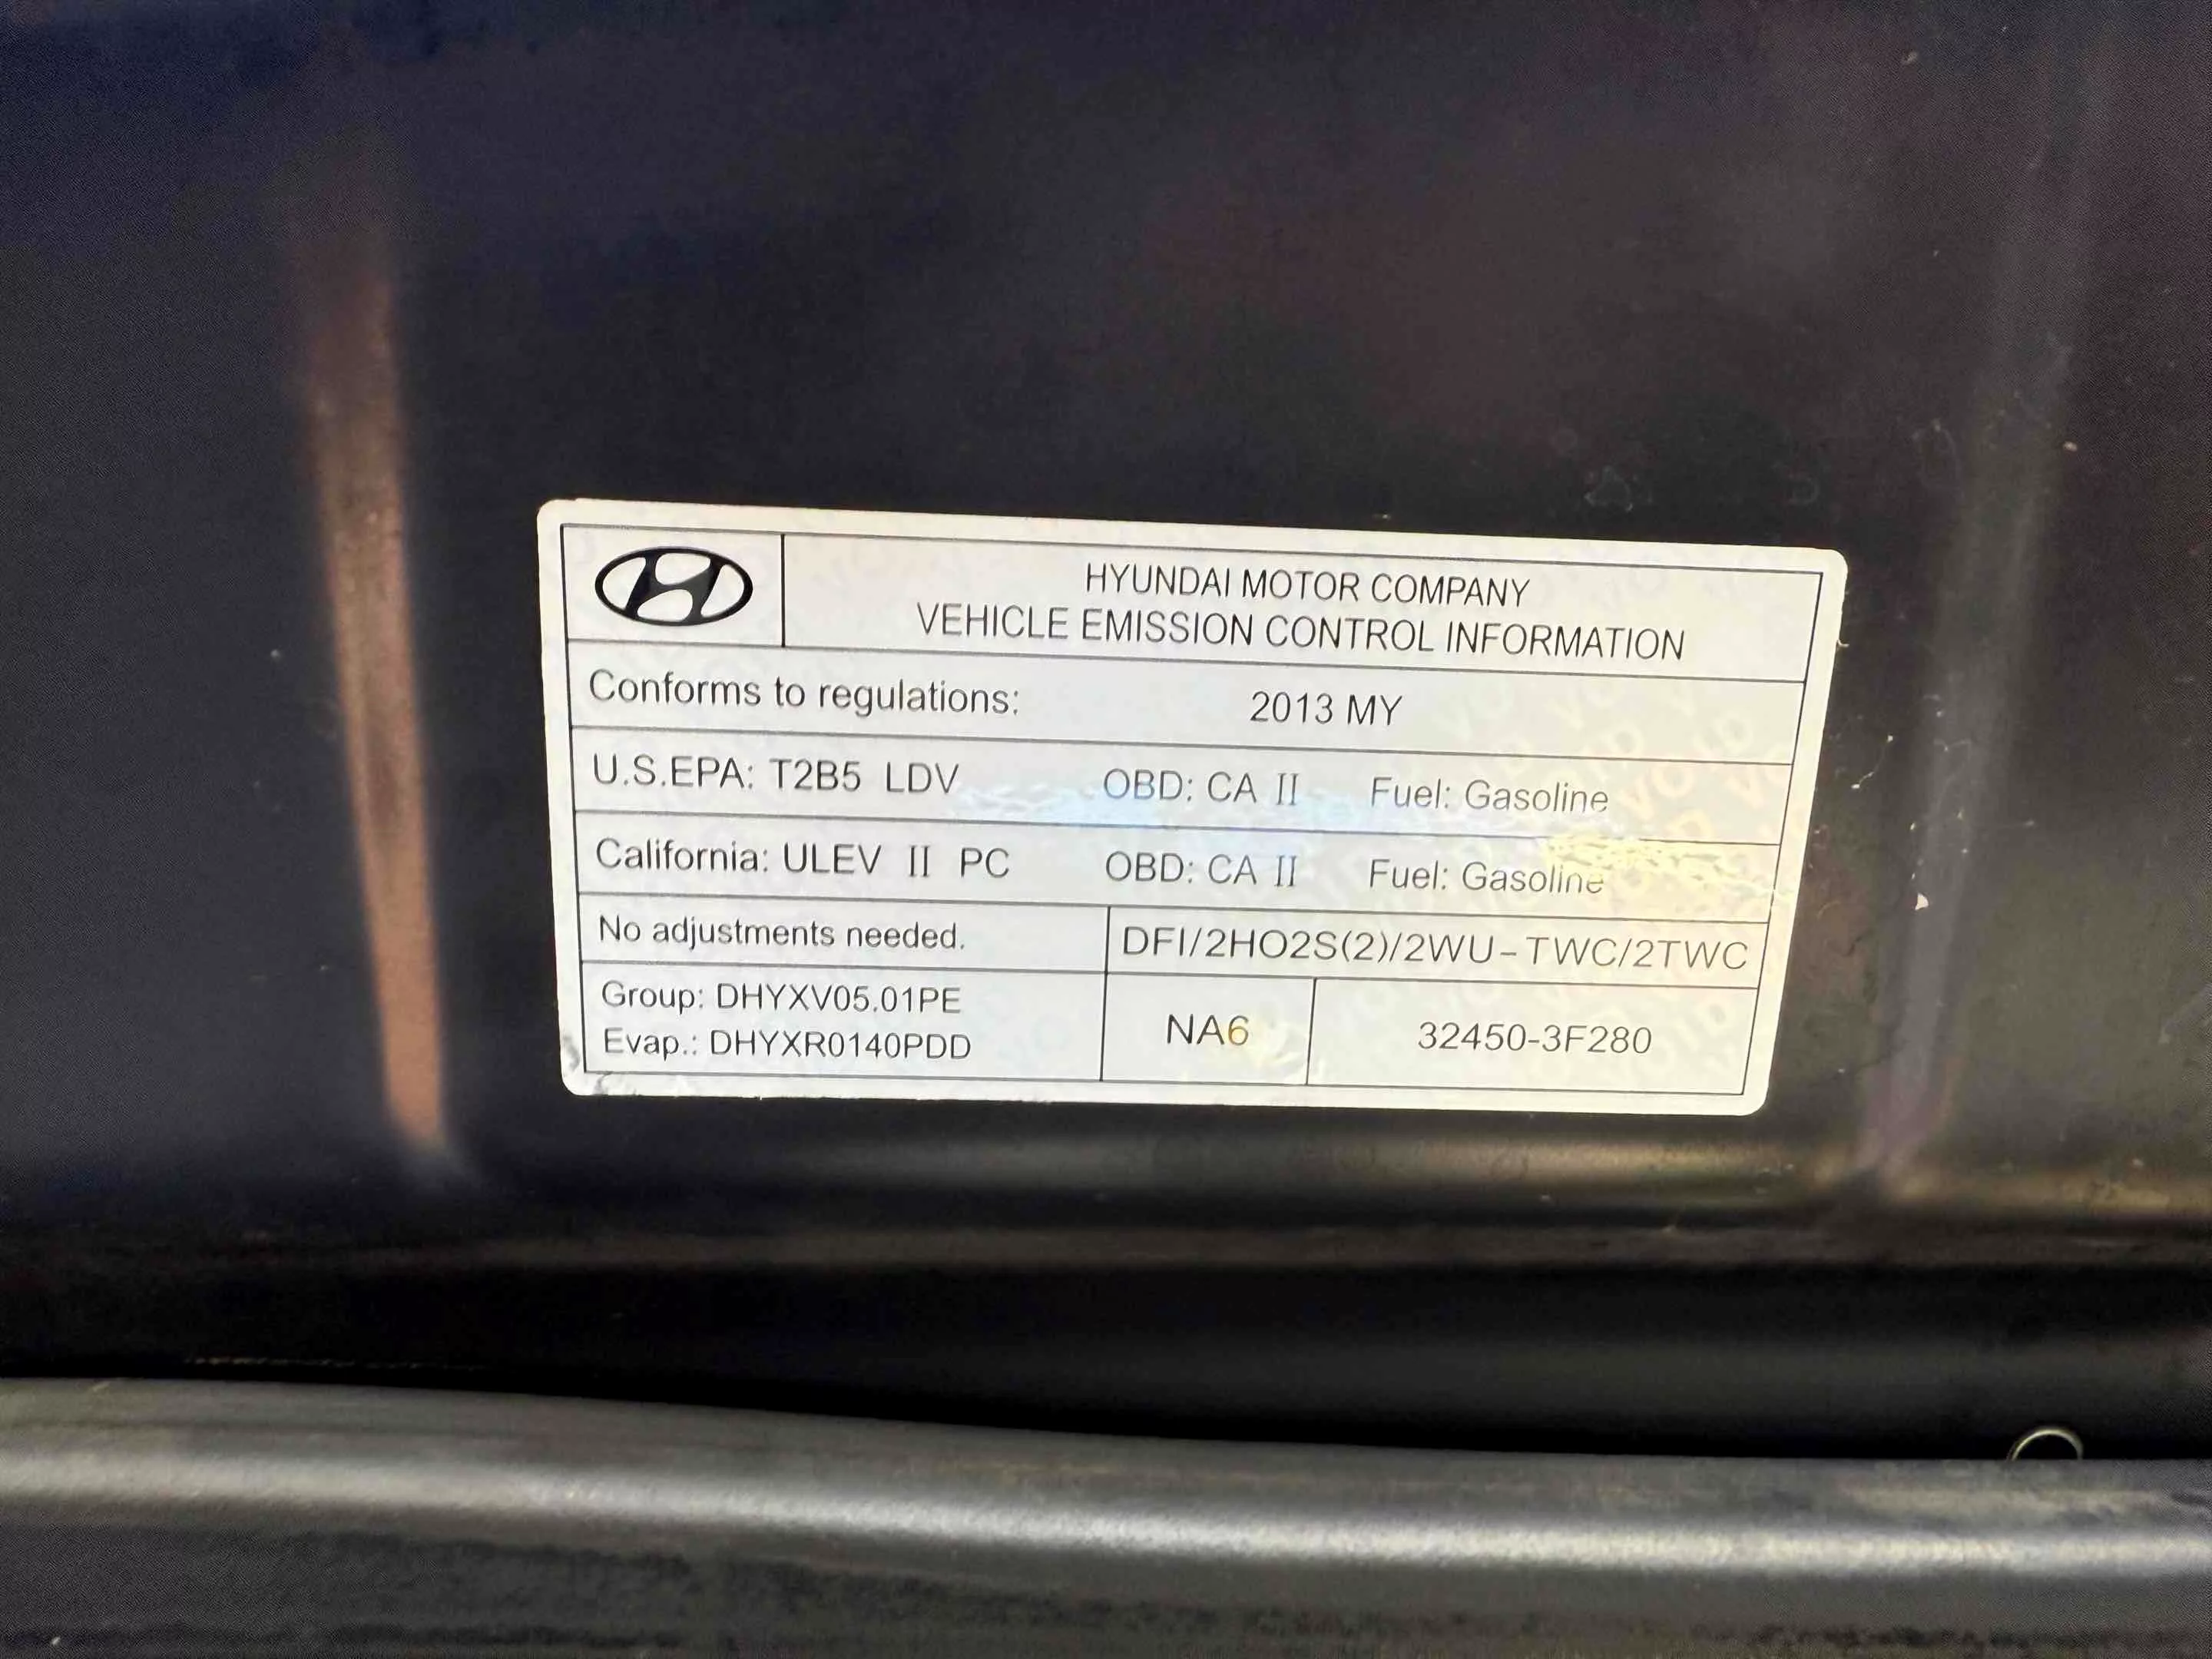 HYUNDAI MOTOR COMPANY
VEHICLE EMISSION CONTROL INFORMATION
Conforms to regulations: 2013 MY
U.S.EPA: T2B5 LDV OBD: CA II Fuel: Gasoline
California: ULEV II PC OBD: CA II Fuel: Gasoline
No adjustments needed. DFI/2HO2S(2)/2WU-TWC/2TWC
Group: DHYXV05.01PE
Evap.: DHYXR0140PDD
NA6 32450-3F280